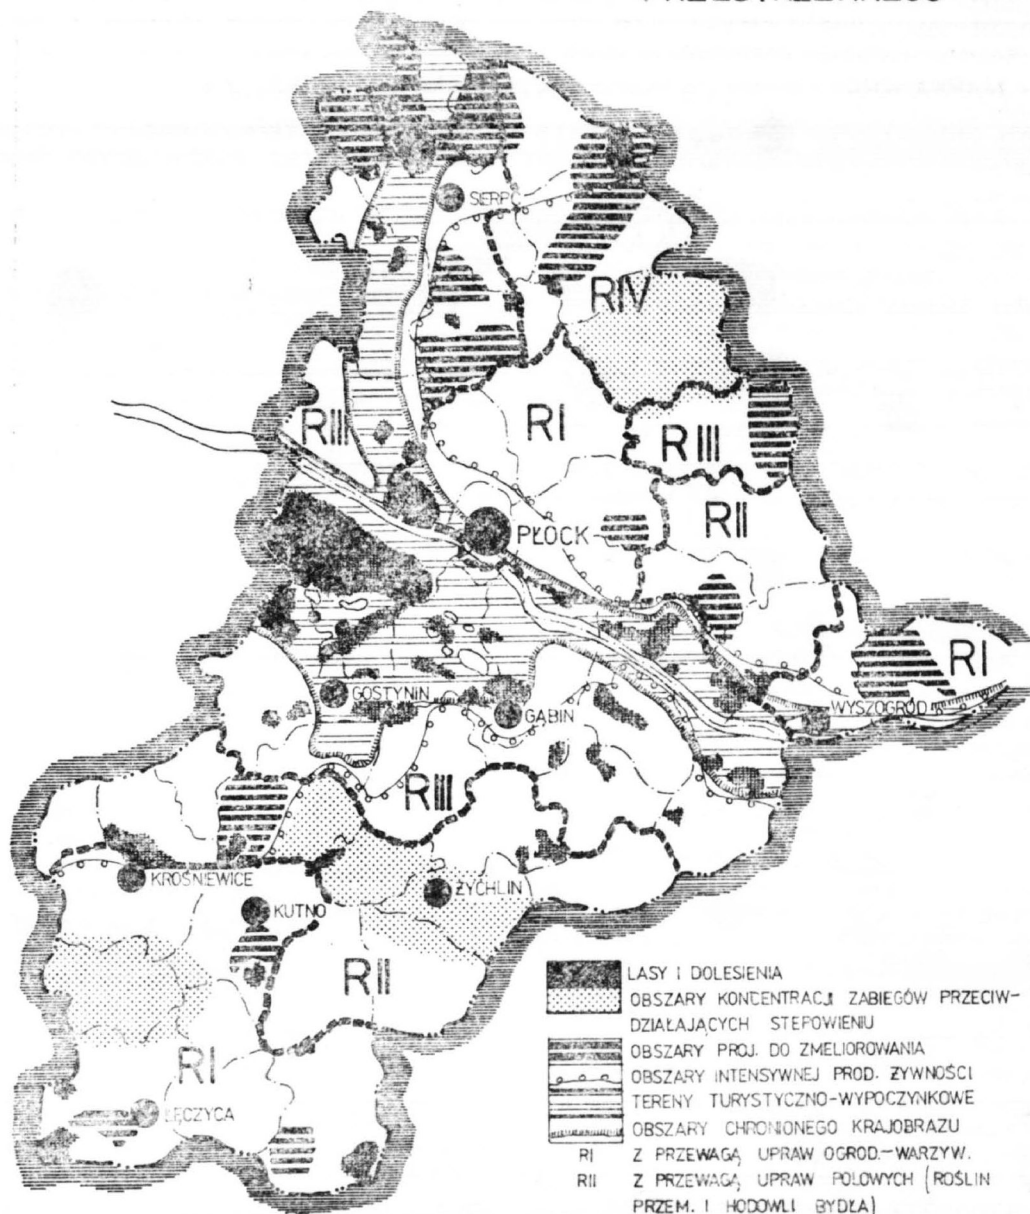 SIERPC
RIV
RI
RIII
RIII
RII
PŁOCK
RI
GOSTYNIN
WYSZOGRÓD
GĄBIN
RIII
KROŚNIEWICE
ŻYCHLIN
KUTNO
RII
RI
ŁĘCZYCA
LASY I DOLESIENIA
OBSZARY KONCENTRACJI ZABIEGÓW PRZECIW-
DZIAŁAJĄCYCH STEPOWIENIU
OBSZARY PROJ. DO ZMELIOROWANIA
OBSZARY INTENSYWNEJ PROD. ŻYWNOŚCI
TERENY TURYSTYCZNO-WYPOCZYNKOWE
OBSZARY CHRONIONEGO KRAJOBRAZU
RI Z PRZEWAGĄ UPRAW OGROD.-WARZYW.
RII Z PRZEWAGĄ UPRAW POLOWYCH (ROŚLIN
PRZEM. I HODOWLI BYDŁA)